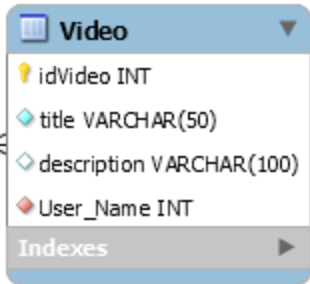 Video
idVideo INT
title VARCHAR(50)
description VARCHAR(100)
User_Name INT
Indexes